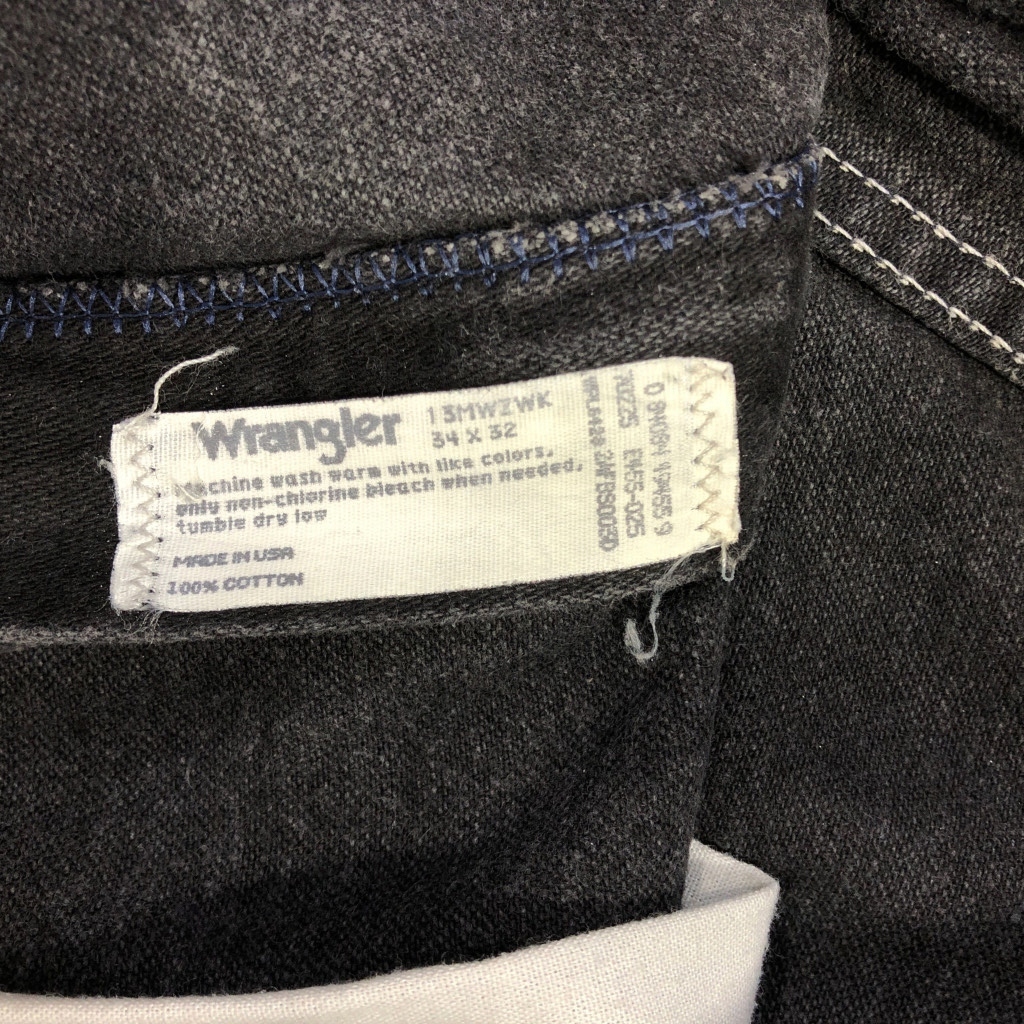 Wrangler
13MWZWK
34 X 32
Machine wash warm with like colors,
only non-chlorine bleach when needed,
tumble dry low
MADE IN USA
100% COTTON
70225